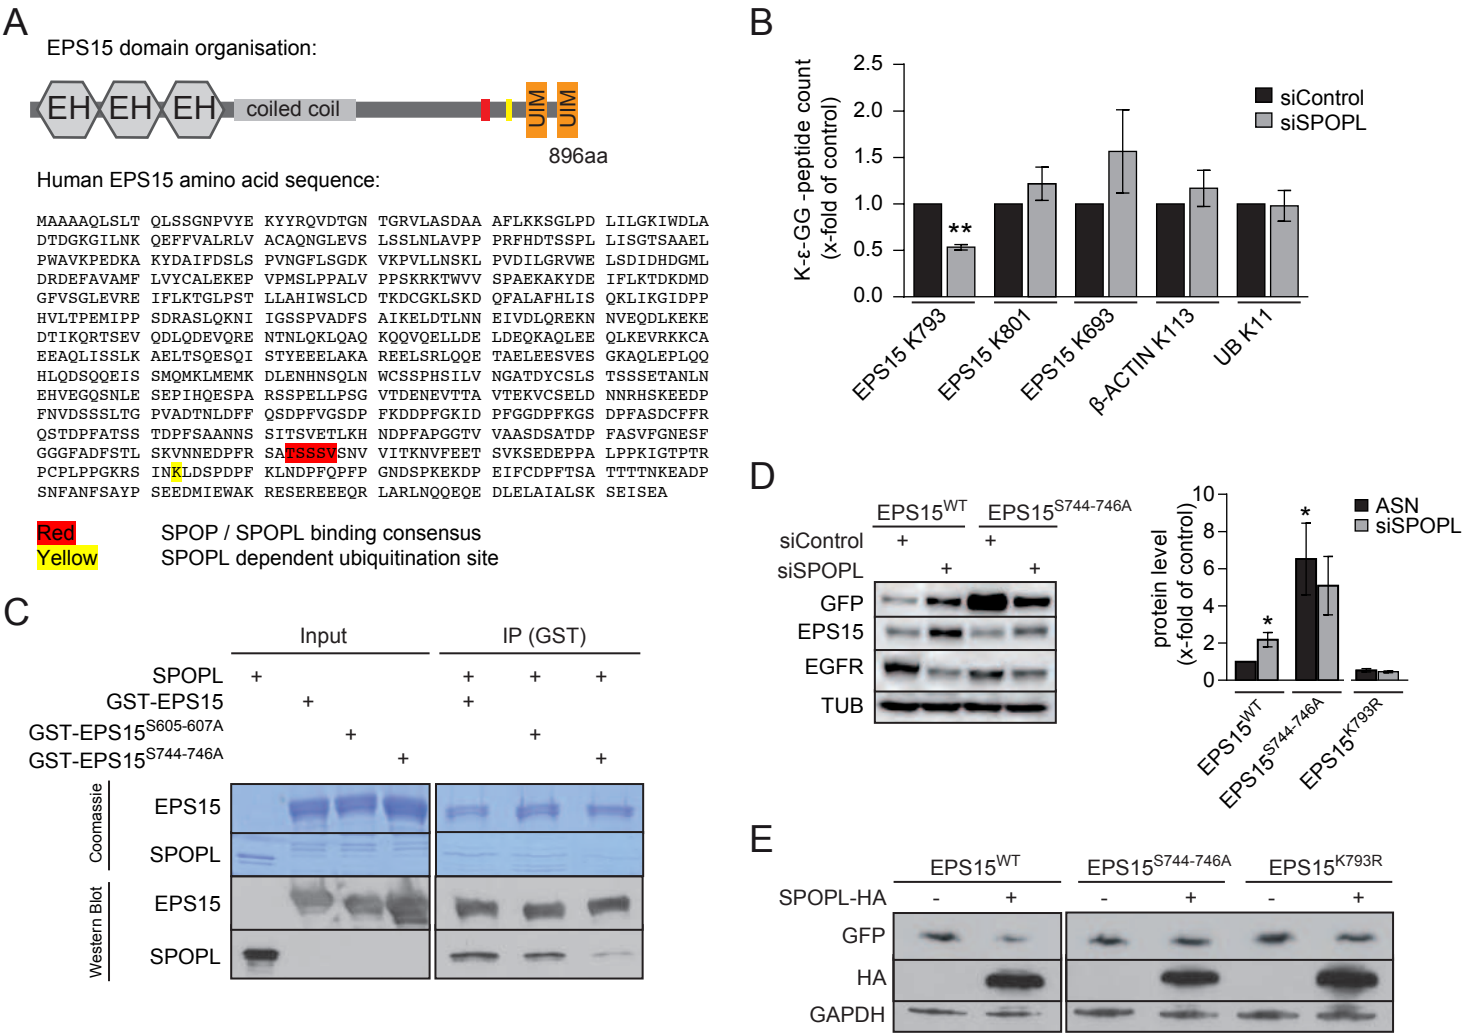 A
EPS15 domain organisation:
EH EH EH coiled coil UIM UIM
896aa
Human EPS15 amino acid sequence:
MAAAAQLSLT QLSSGNPVYE KYYRQVDTGN TGRVLASDAA AFLKKSGLPD LILGKIWDLA
DTDGKGILNK QEFFVALRLV ACAQNGLEVS LSSLNLAVPP PRFHDTSSPL LISGTSAAEL
PWAVKPEDKA KYDAIFDSLS PVNGFLSGDK VKPVLLNSKL PVDILGRVWE LSDIDHDGML
DRDEFAVAMF LVYCALEKEP VPMSLPPALV PPSKRKTWVV SPAEKAKYDE IFLKTDKDMD
GFVSGLEVRE IFLKTGLPST LLAHIWSLCD TKDCGKLSKD QFALAFHLIS QKLIKGIDPP
HVLTPEMIPP SDRASLQKNI IGSSPVADFS AIKELDTLNN EIVDLQREKN NVEQDLKEKE
DTIKQRTSEV QDLQDEVQRE NTNLQKLQAQ KQQVQELLDE LDEQKAQLEE QLKEVRKKCA
EEAQLISSLK AELTSQESQI STYEEELAKA REELSRLQQE TAELEESVES GKAQLEPLQQ
HLQDSQQEIS SMQMKLMEMK DLENHNSQLN WCSSPHSILV NGATDYCSLS TSSSETANLN
EHVEGQSNLE SEPIHQESPA RSSPELLPSG VTDENEVTTA VTEKVCSELD NNRHSKEEDP
FNVDSSSLTG PVADTNLDFF QSDPFVGSDP FKDDPFGKID PFGGDPFKGS DPFASDCFFR
QSTDPFATSS TDPFSAANNS SITSVETLKH NDPFAPGGTV VAASDSATDP FASVFGNESF
GGGFADFSTL SKVNNEDPFR SATSSSVSNV VITKNVFEET SVKSEDEPPA LPPKIGTPTR
PCPLPPGKRS INKLDSPDPF KLNDPFQPFP GNDSPKEKDP EIFCDPFTSA TTTTNKEADP
SNFANFSAYP SEEDMIEWAK RESEREEEQR LARLNQQEQE DLELAIALSK SEISEA
Red SPOP / SPOPL binding consensus
Yellow SPOPL dependent ubiquitination site
B
K-ε-GG -peptide count
(x-fold of control)
2.5
2.0
1.5
1.0
0.5
0.0
**
siControl
siSPOPL
EPS15 K793
EPS15 K801
EPS15 K693
β-ACTIN K113
UB K11
C
Input IP (GST)
SPOPL + + + +
GST-EPS15 + +
GST-EPS15S605-607A + +
GST-EPS15S744-746A + +
Coomassie
EPS15
SPOPL
Western Blot
EPS15
SPOPL
D
EPS15WT EPS15S744-746A
siControl + +
siSPOPL + +
GFP
EPS15
EGFR
TUB
protein level
(x-fold of control)
10
8
6
4
2
0
*
*
ASN
siSPOPL
EPS15WT
EPS15S744-746A
EPS15K793R
E
EPS15WT EPS15S744-746A EPS15K793R
SPOPL-HA - + - + - +
GFP
HA
GAPDH